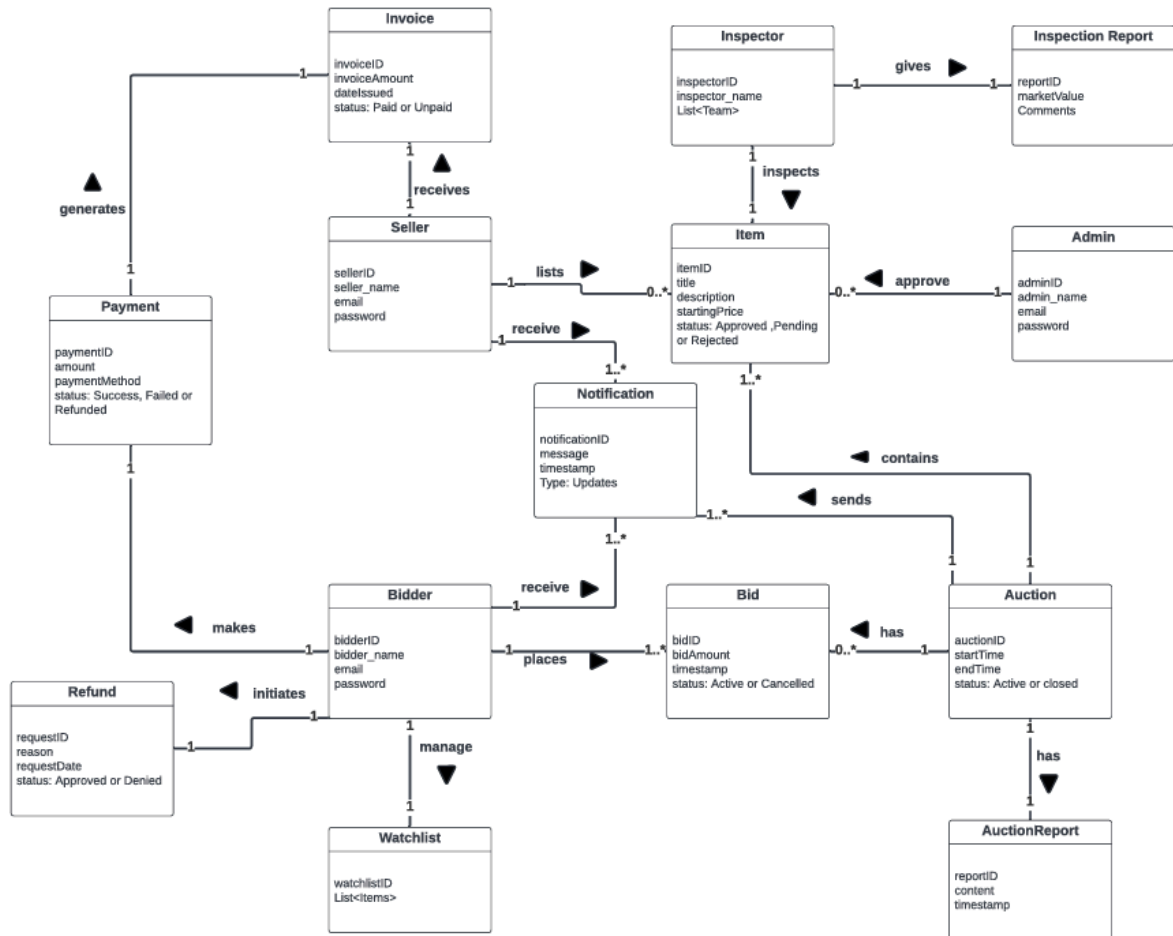 Invoice
invoiceID
invoiceAmount
dateIssued
status: Paid or Unpaid
Inspector
inspectorID
inspector_name
List<Team>
gives
1
1
Inspection Report
reportID
marketValue
Comments
1
1
generates
1
receives
1
1
inspects
1
Seller
sellerID
seller_name
email
password
1
lists
0..*
Item
itemID
title
description
startingPrice
status: Approved ,Pending
or Rejected
0..*
approve
1
Admin
adminID
admin_name
email
password
1
receive
1..*
1..*
Payment
paymentID
amount
paymentMethod
status: Success, Failed or
Refunded
1
Notification
notificationID
message
timestamp
Type: Updates
contains
sends
1..*
1..*
1
1
receive
1
Bidder
bidderID
bidder_name
email
password
makes
1
1
places
1..*
Bid
bidID
bidAmount
timestamp
status: Active or Cancelled
has
0..*
1
Auction
auctionID
startTime
endTime
status: Active or closed
Refund
requestID
reason
requestDate
status: Approved or Denied
initiates
1
1
1
manage
1
1
has
1
Watchlist
watchlistID
List<Items>
AuctionReport
reportID
content
timestamp